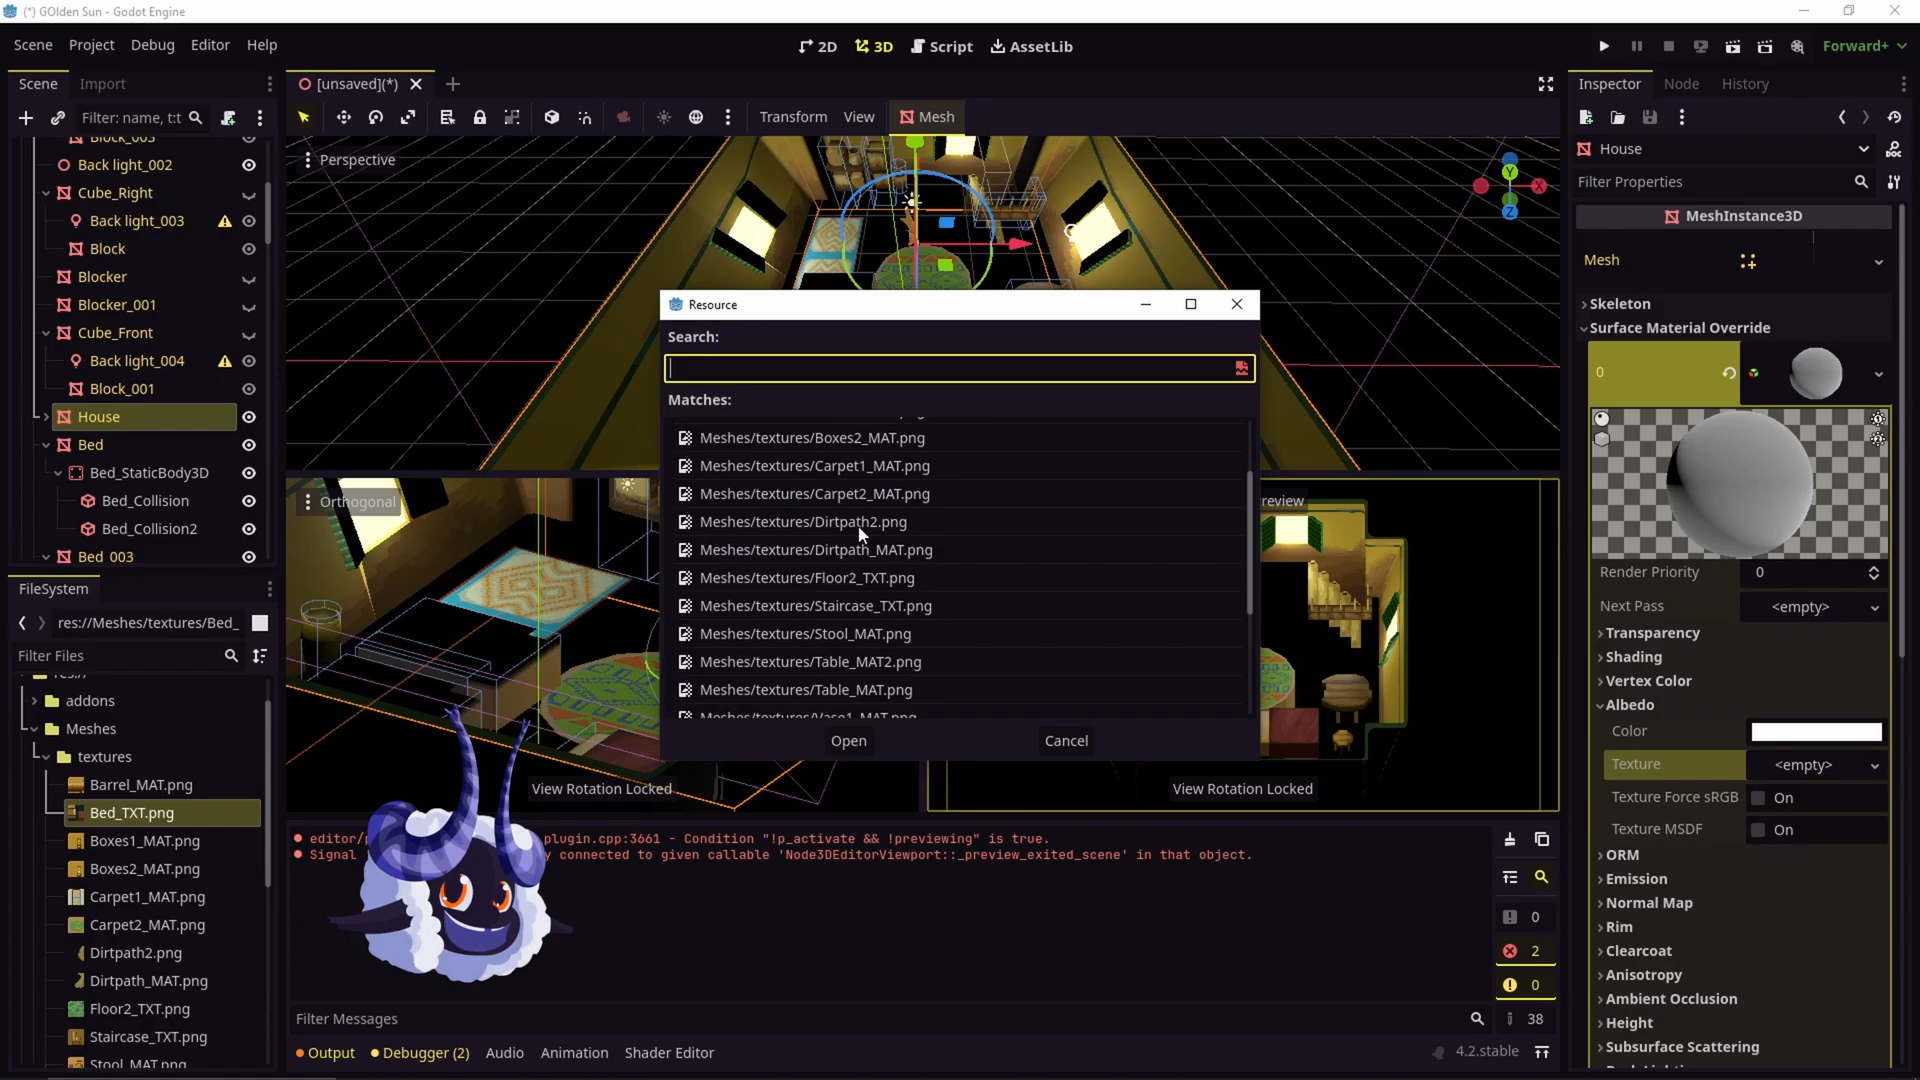 (*) GOlden Sun - Godot Engine
Scene Project Debug Editor Help
2D 3D Script AssetLib
Forward+
Scene Import
[unsaved](*)
Inspector Node History
Filter: name, t:t
Transform View Mesh
Back light_002
Cube_Right
Back light_003
Block
Blocker
Blocker_001
Cube_Front
Back light_004
Block_001
House
Bed
Bed_StaticBody3D
Bed_Collision
Bed_Collision2
Bed_003
FileSystem
res://Meshes/textures/Bed_
Filter Files
addons
Meshes
textures
Barrel_MAT.png
Bed_TXT.png
Boxes1_MAT.png
Boxes2_MAT.png
Carpet1_MAT.png
Carpet2_MAT.png
Dirtpath2.png
Dirtpath_MAT.png
Floor2_TXT.png
Staircase_TXT.png
Stool_MAT.png
Perspective
Y
X
Z
Orthogonal
review
View Rotation Locked
View Rotation Locked
Resource
Search:
Matches:
Meshes/textures/Boxes2_MAT.png
Meshes/textures/Carpet1_MAT.png
Meshes/textures/Carpet2_MAT.png
Meshes/textures/Dirtpath2.png
Meshes/textures/Dirtpath_MAT.png
Meshes/textures/Floor2_TXT.png
Meshes/textures/Staircase_TXT.png
Meshes/textures/Stool_MAT.png
Meshes/textures/Table_MAT2.png
Meshes/textures/Table_MAT.png
Meshes/textures/Vase1_MAT.png
Open Cancel
editor/ plugin.cpp:3661 - Condition "!p_activate && !previewing" is true.
Signal connected to given callable 'Node3DEditorViewport::_preview_exited_scene' in that object.
0
2
0
Filter Messages
38
Output Debugger (2) Audio Animation Shader Editor
4.2.stable
House
Filter Properties
MeshInstance3D
Mesh
Skeleton
Surface Material Override
0
Render Priority 0
Next Pass <empty>
Transparency
Shading
Vertex Color
Albedo
Color
Texture <empty>
Texture Force sRGB On
Texture MSDF On
ORM
Emission
Normal Map
Rim
Clearcoat
Anisotropy
Ambient Occlusion
Height
Subsurface Scattering